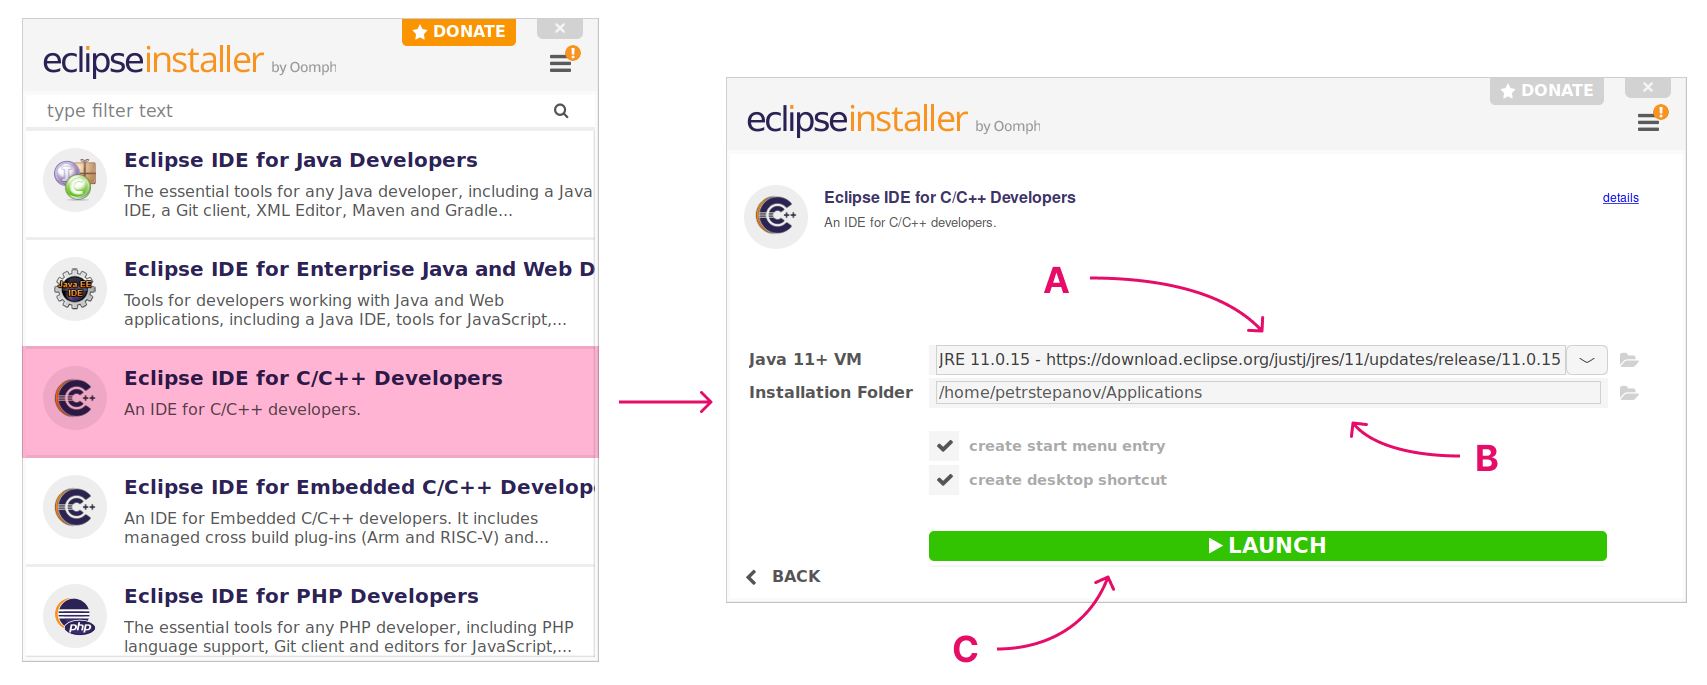 DONATE
eclipseinstaller by Oomph
type filter text
Eclipse IDE for Java Developers
The essential tools for any Java developer, including a Java
IDE, a Git client, XML Editor, Maven and Gradle...
Eclipse IDE for Enterprise Java and Web D
Java EE
IDE
Tools for developers working with Java and Web
applications, including a Java IDE, tools for JavaScript,...
Eclipse IDE for C/C++ Developers
An IDE for C/C++ developers.
Eclipse IDE for Embedded C/C++ Develop
An IDE for Embedded C/C++ developers. It includes
managed cross build plug-ins (Arm and RISC-V) and...
Eclipse IDE for PHP Developers
php
The essential tools for any PHP developer, including PHP
language support, Git client and editors for JavaScript,...
DONATE
eclipseinstaller by Oomph
Eclipse IDE for C/C++ Developers
details
An IDE for C/C++ developers.
A
Java 11+ VM JRE 11.0.15 - https://download.eclipse.org/justj/jres/11/updates/release/11.0.15
Installation Folder /home/petrstepanov/Applications
create start menu entry
B
create desktop shortcut
LAUNCH
BACK
C